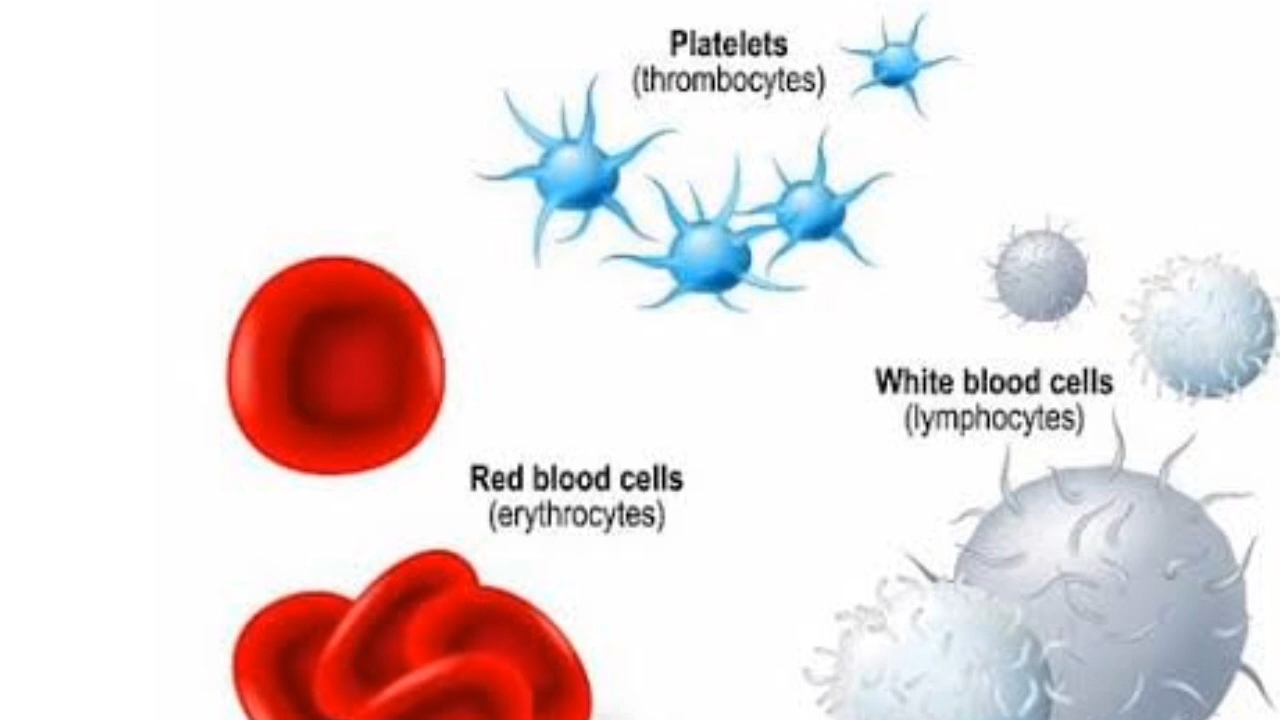 Platelets
(thrombocytes)
White blood cells
(lymphocytes)
Red blood cells
(erythrocytes)